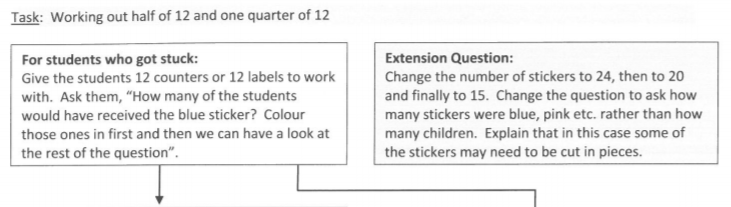 Task: Working out half of 12 and one quarter of 12
For students who got stuck:
Give the students 12 counters or 12 labels to work
with. Ask them, "How many of the students
would have received the blue sticker? Colour
those ones in first and then we can have a look at
the rest of the question".
Extension Question:
Change the number of stickers to 24, then to 20
and finally to 15. Change the question to ask how
many stickers were blue, pink etc. rather than how
many children. Explain that in this case some of
the stickers may need to be cut in pieces.